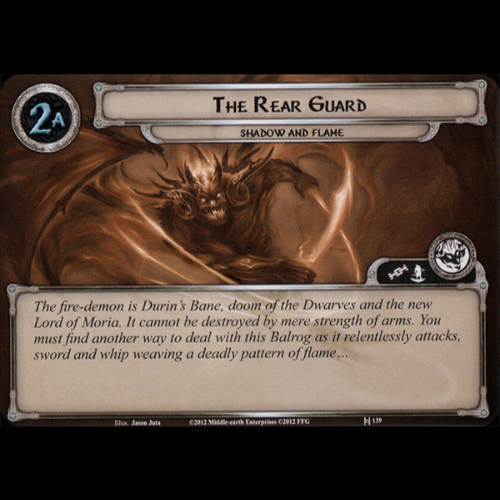 2A
THE REAR GUARD
SHADOW AND FLAME
The fire-demon is Durin's Bane, doom of the Dwarves and the new
Lord of Moria. It cannot be destroyed by mere strength of arms. You
must find another way to deal with this Balrog as it relentlessly attacks,
sword and whip weaving a deadly pattern of flame…
Illus. Jason Juta ©2012 Middle-earth Enterprises ©2012 FFG 139